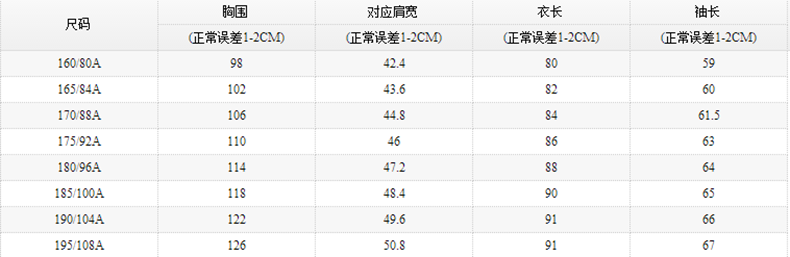 尺码 胸围 对应肩宽 衣长 袖长
(正常误差1-2CM) (正常误差1-2CM) (正常误差1-2CM) (正常误差1-2CM)
160/80A 98 42.4 80 59
165/84A 102 43.6 82 60
170/88A 106 44.8 84 61.5
175/92A 110 46 86 63
180/96A 114 47.2 88 64
185/100A 118 48.4 90 65
190/104A 122 49.6 91 66
195/108A 126 50.8 91 67